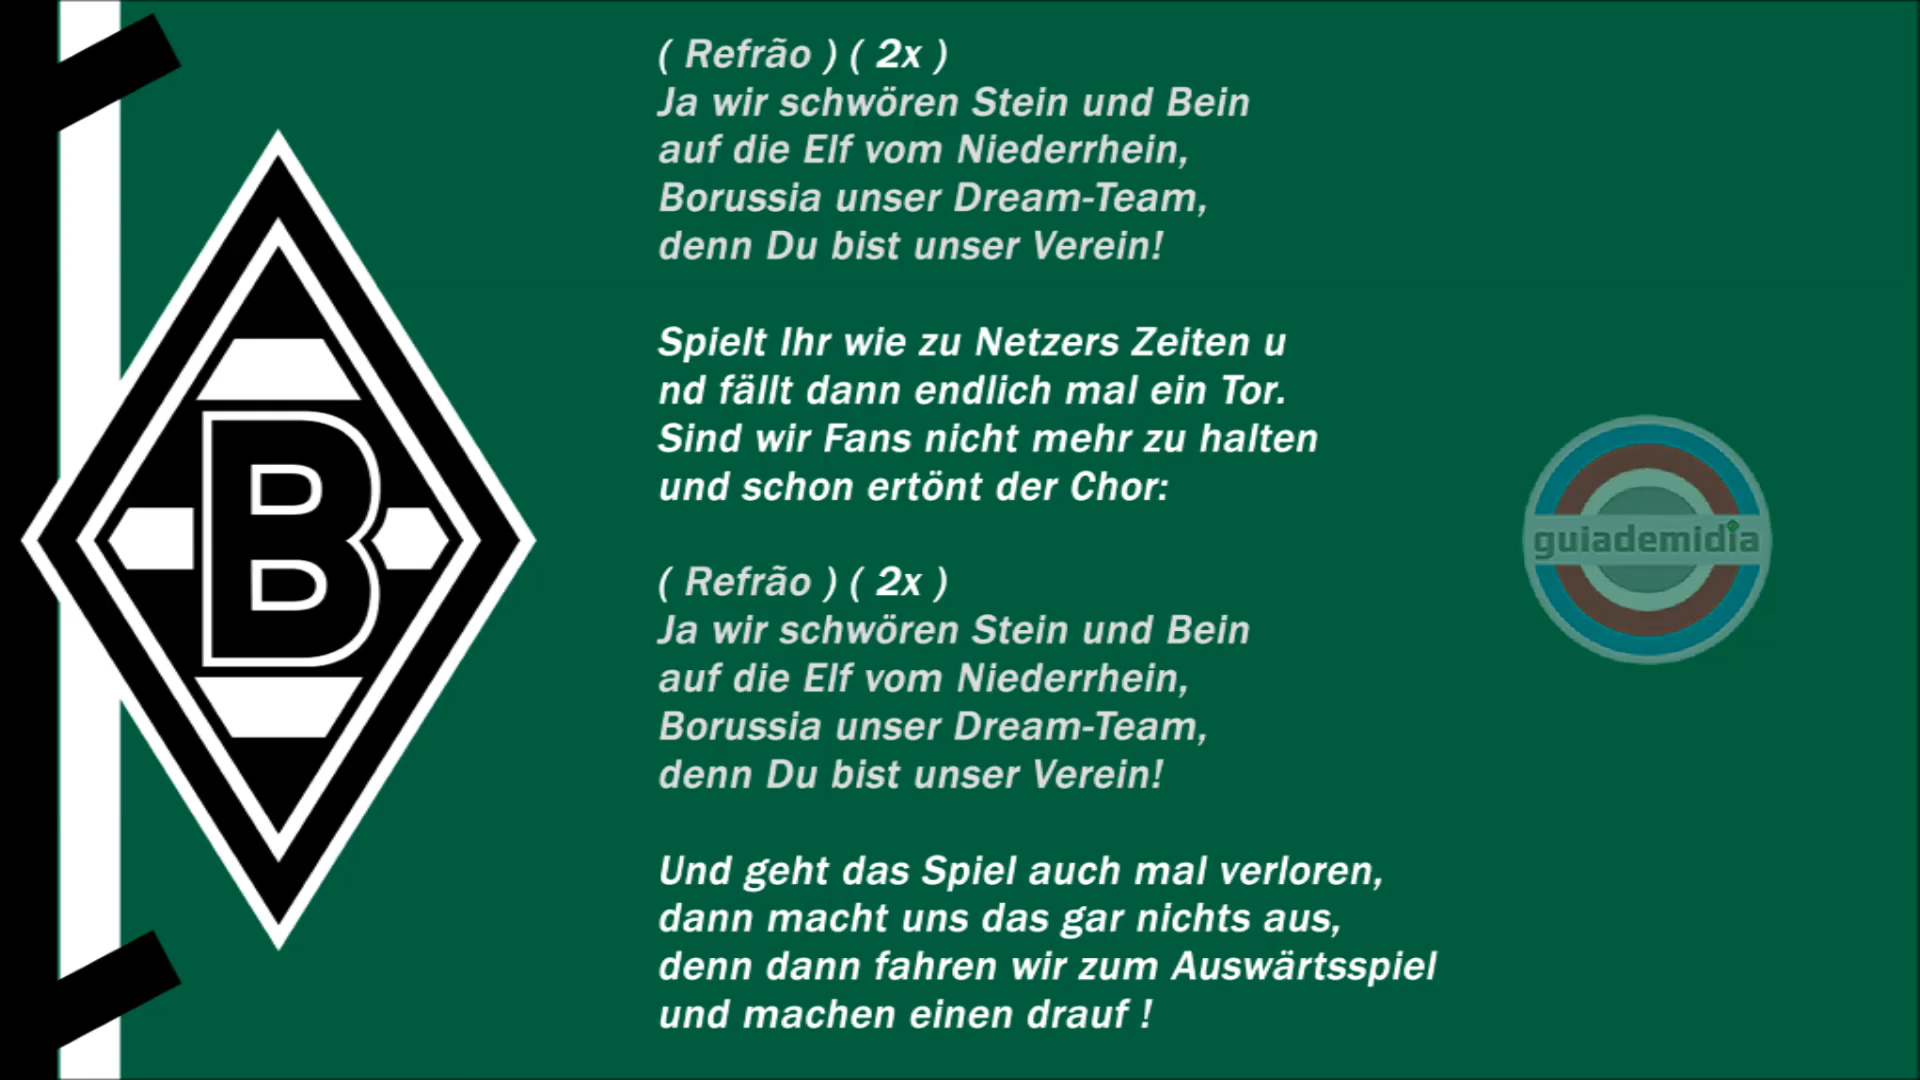 ( Refrão ) ( 2x )
Ja wir schwören Stein und Bein
auf die Elf vom Niederrhein,
Borussia unser Dream-Team,
denn Du bist unser Verein!
Spielt Ihr wie zu Netzers Zeiten u
nd fällt dann endlich mal ein Tor.
Sind wir Fans nicht mehr zu halten
und schon ertönt der Chor:
( Refrão ) ( 2x )
Ja wir schwören Stein und Bein
auf die Elf vom Niederrhein,
Borussia unser Dream-Team,
denn Du bist unser Verein!
Und geht das Spiel auch mal verloren,
dann macht uns das gar nichts aus,
denn dann fahren wir zum Auswärtsspiel
und machen einen drauf !
B
guiademidia